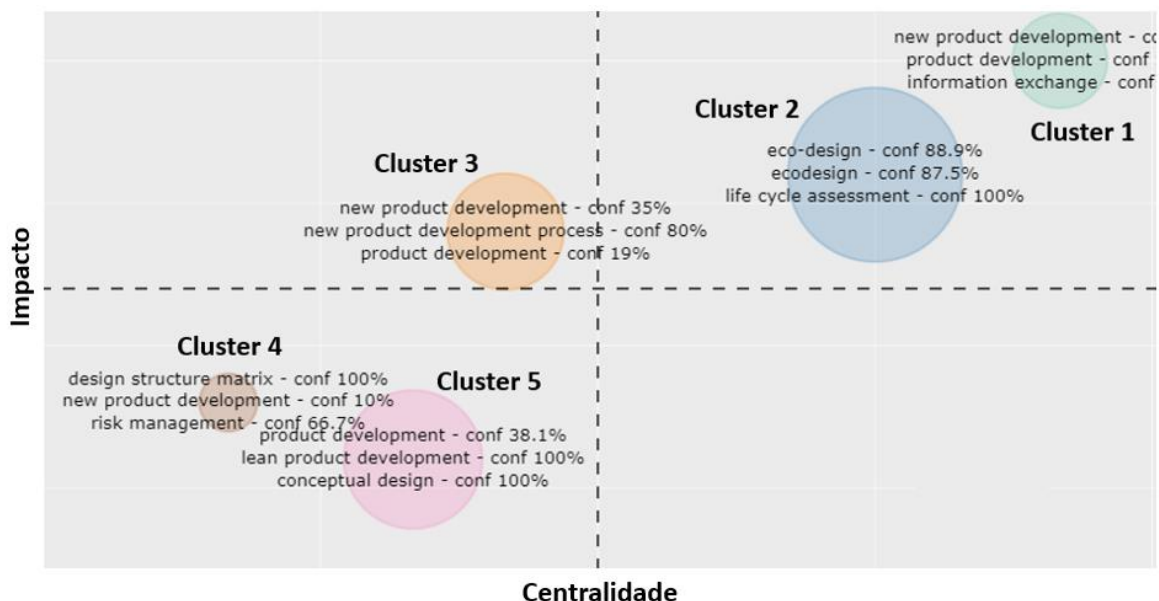 new product development - co
product development - conf
information exchange - conf
Cluster 1
Cluster 2
eco-design - conf 88.9%
ecodesign - conf 87.5%
life cycle assessment - conf 100%
Cluster 3
new product development - conf 35%
new product development process - conf 80%
product development - conf 19%
Impacto
Cluster 4
design structure matrix - conf 100%
new product development - conf 10%
risk management - conf 66.7%
Cluster 5
product development - conf 38.1%
lean product development - conf 100%
conceptual design - conf 100%
Centralidade